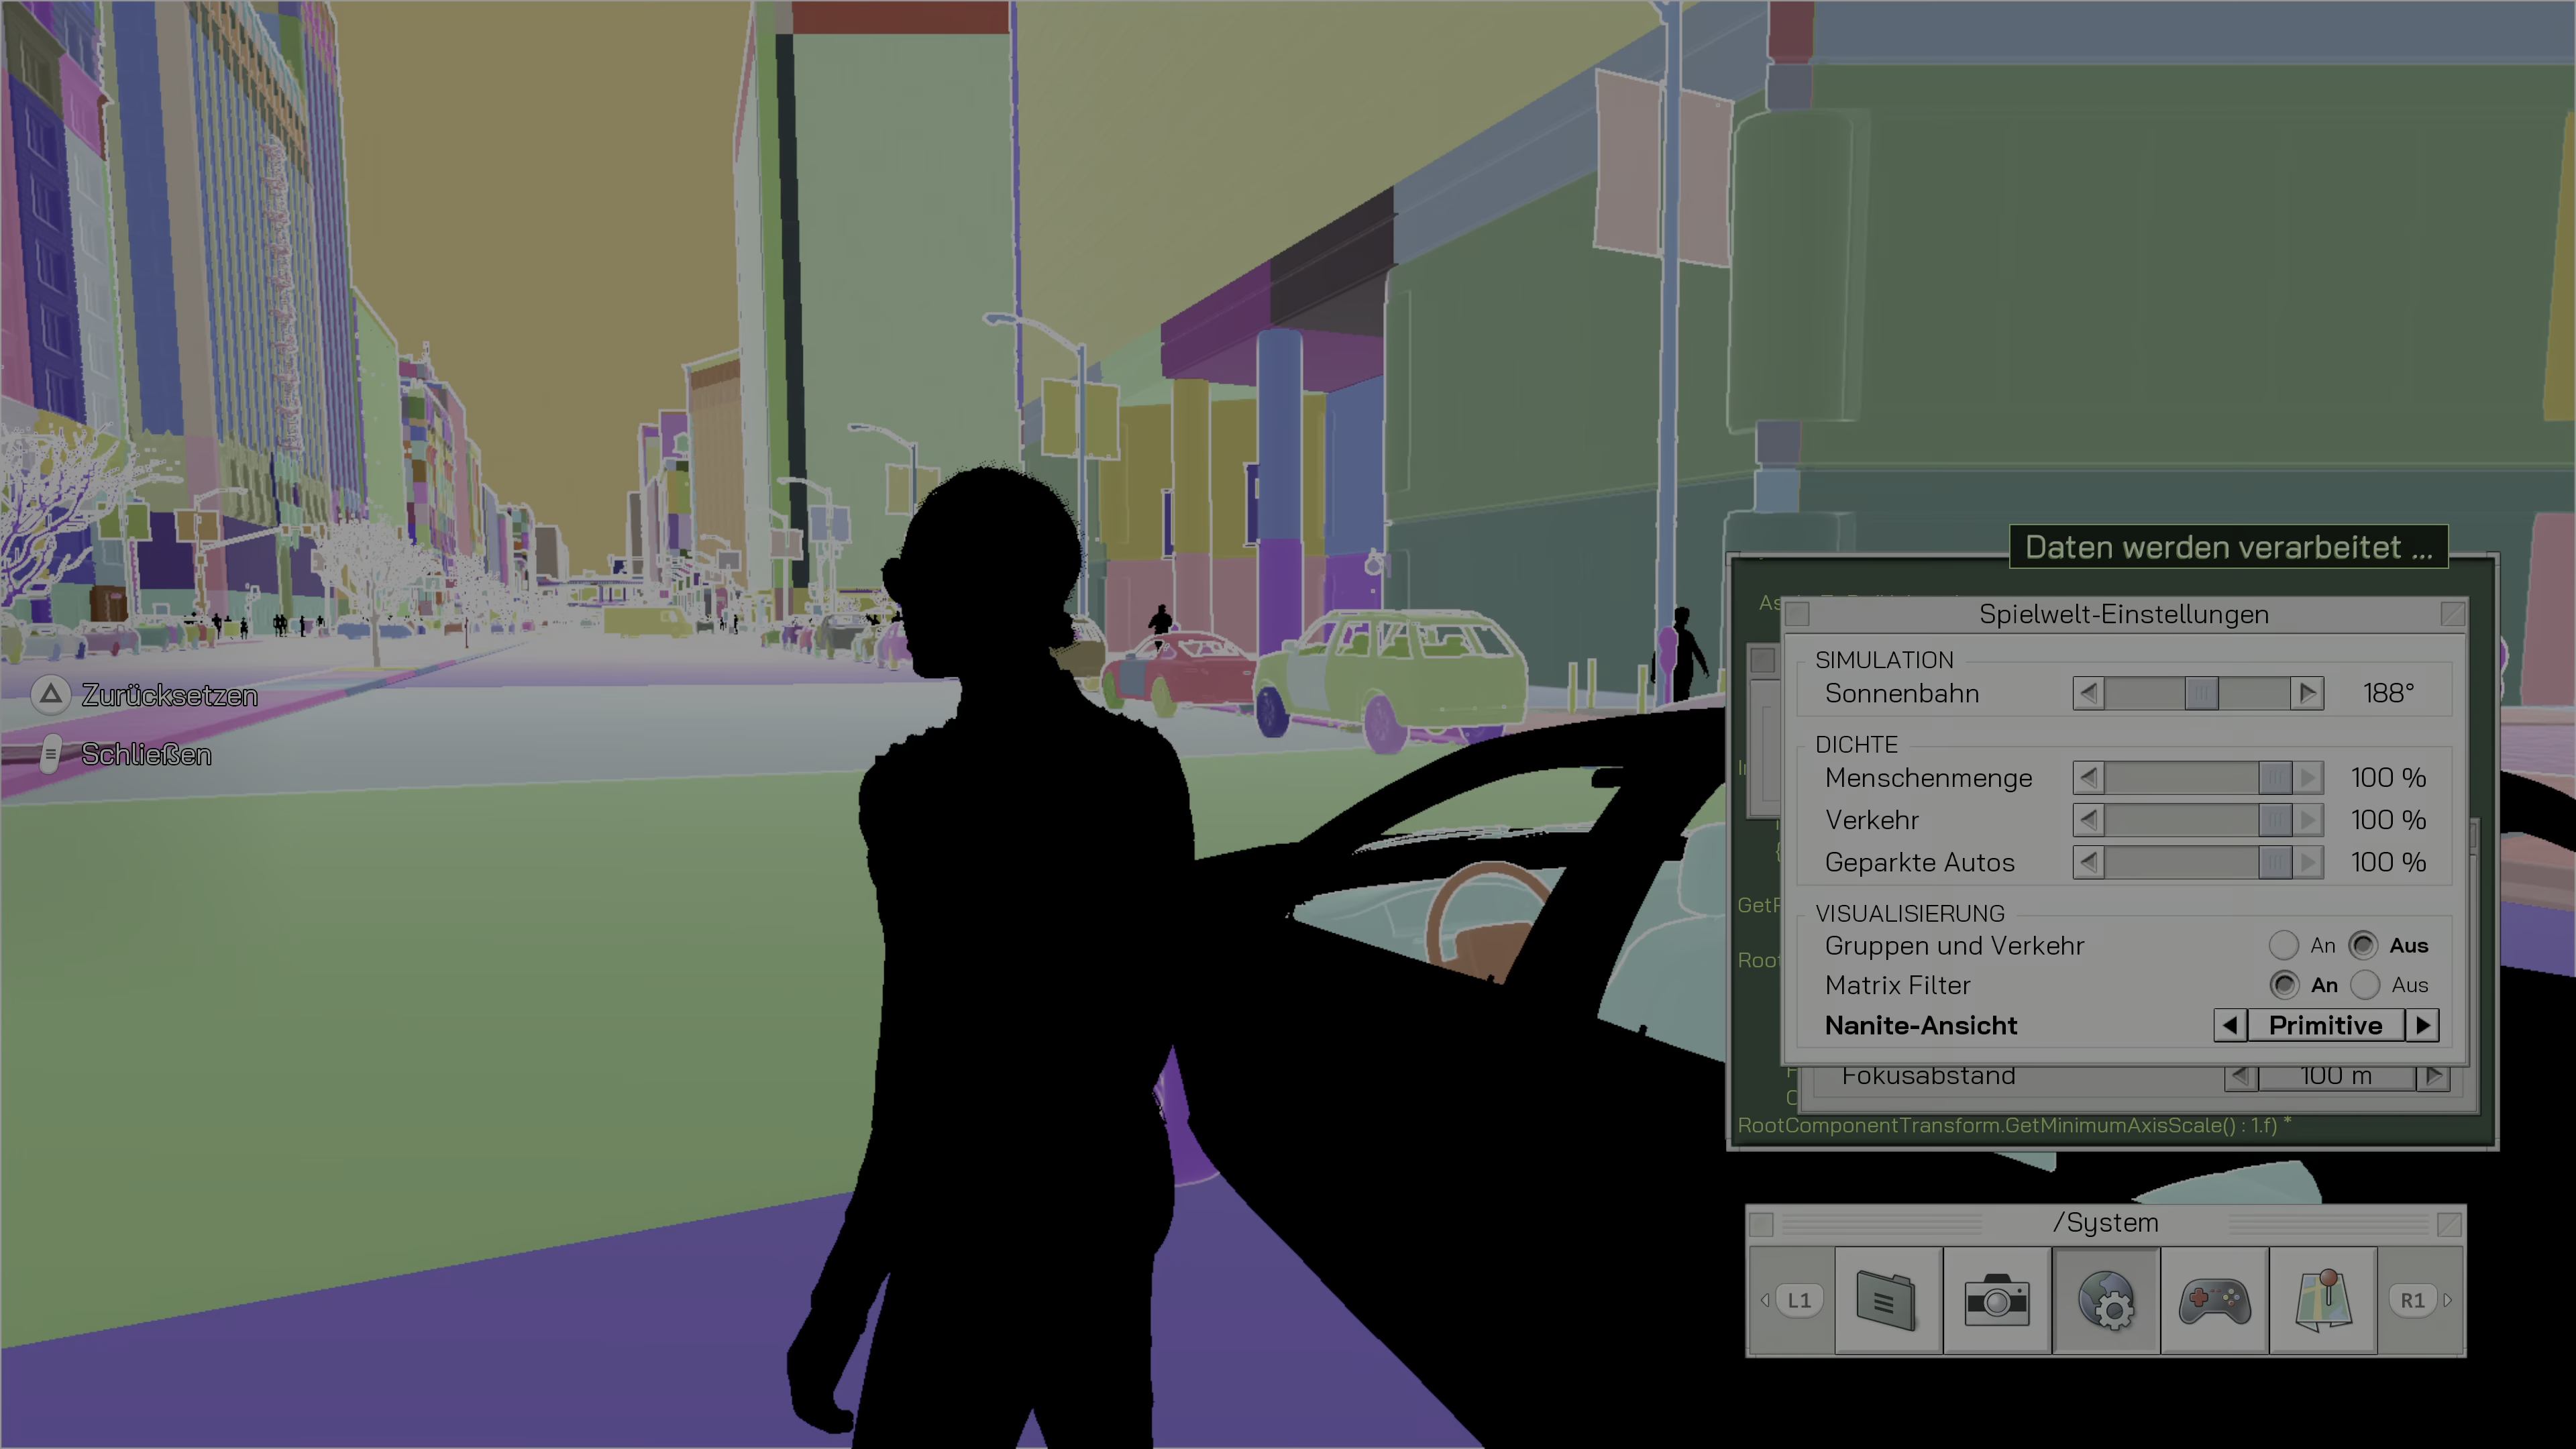 Daten werden verarbeitet ...
Spielwelt-Einstellungen
SIMULATION
Sonnenbahn 188°
DICHTE
Menschenmenge 100 %
Verkehr 100 %
Geparkte Autos 100 %
VISUALISIERUNG
Gruppen und Verkehr An Aus
Matrix Filter An Aus
Nanite-Ansicht Primitive
Fokusabstand 100 m
RootComponentTransform.GetMinimumAxisScale() : 1.f) *
Zurücksetzen
Schließen
/System
L1 R1